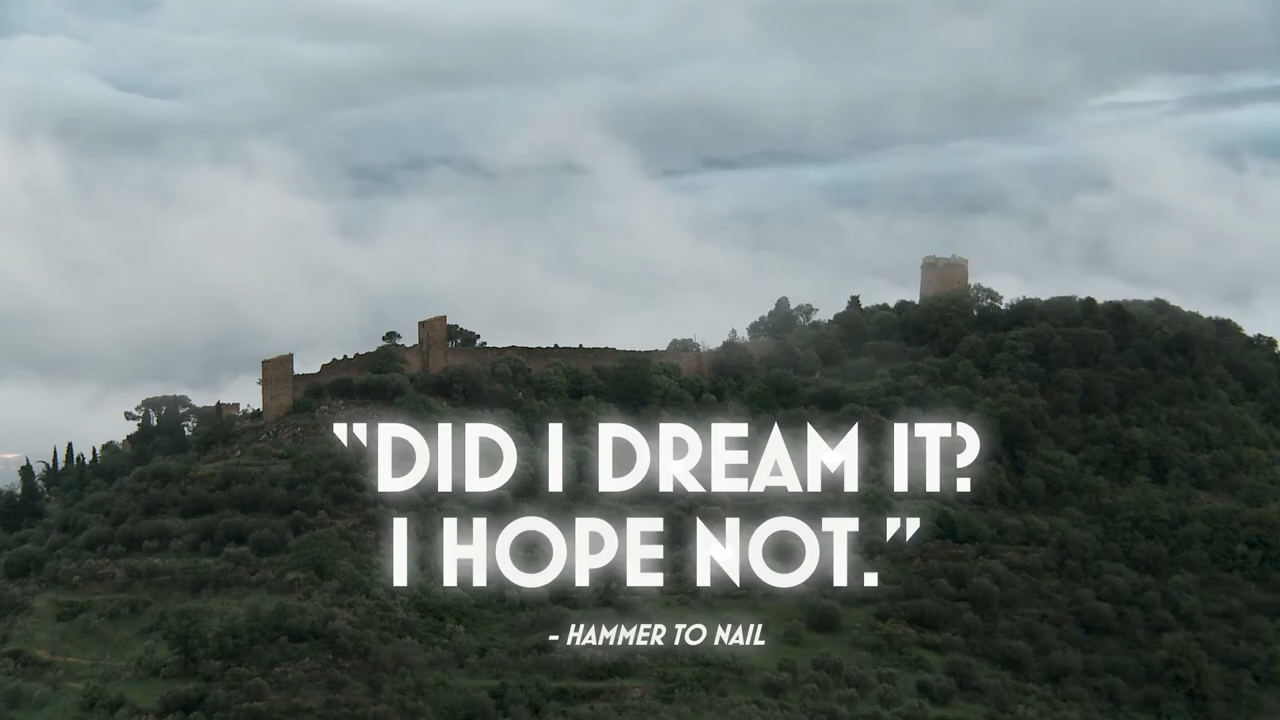 “DID I DREAM IT?
I HOPE NOT.”
- HAMMER TO NAIL